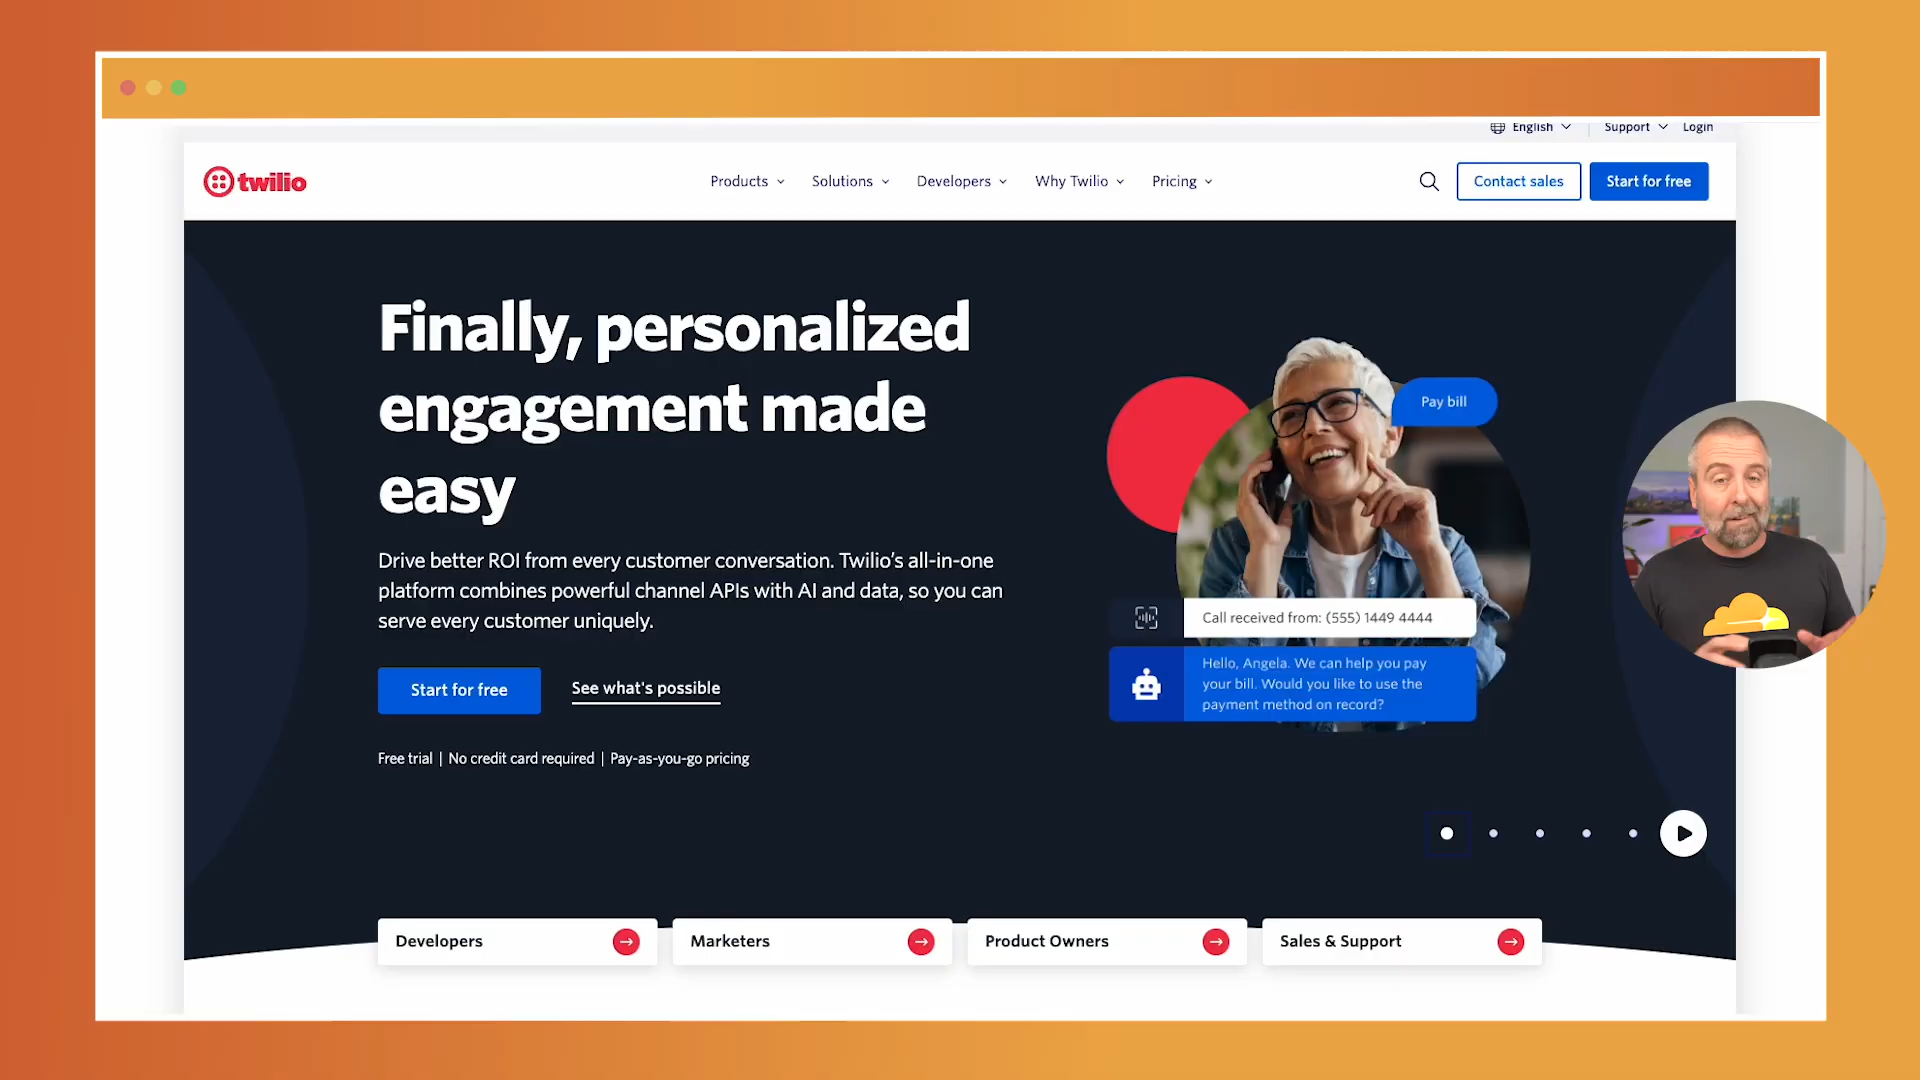 English
Support
Login
twilio
Products
Solutions
Developers
Why Twilio
Pricing
Contact sales
Start for free
Finally, personalized
engagement made
easy
Drive better ROI from every customer conversation. Twilio’s all-in-one
platform combines powerful channel APIs with AI and data, so you can
serve every customer uniquely.
Start for free
See what's possible
Free trial | No credit card required | Pay-as-you-go pricing
Pay bill
Call received from: (555) 1449 4444
Hello, Angela. We can help you pay
your bill. Would you like to use the
payment method on record?
Developers
Marketers
Product Owners
Sales & Support